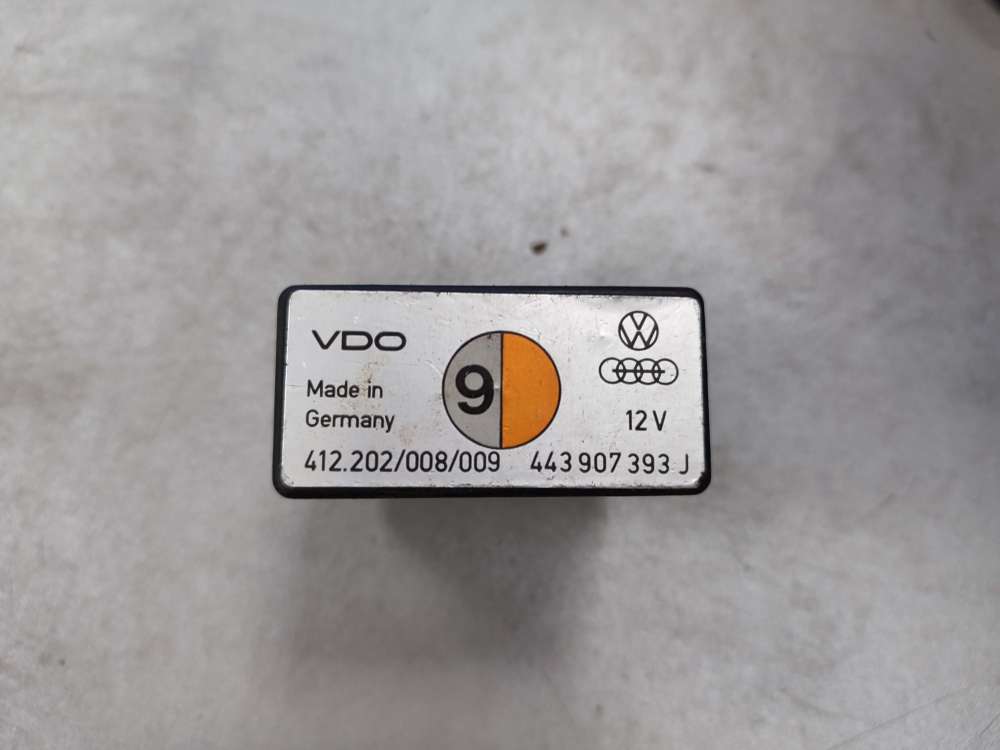 VDO
Made in
Germany
9
12 V
412.202/008/009 443 907 393 J